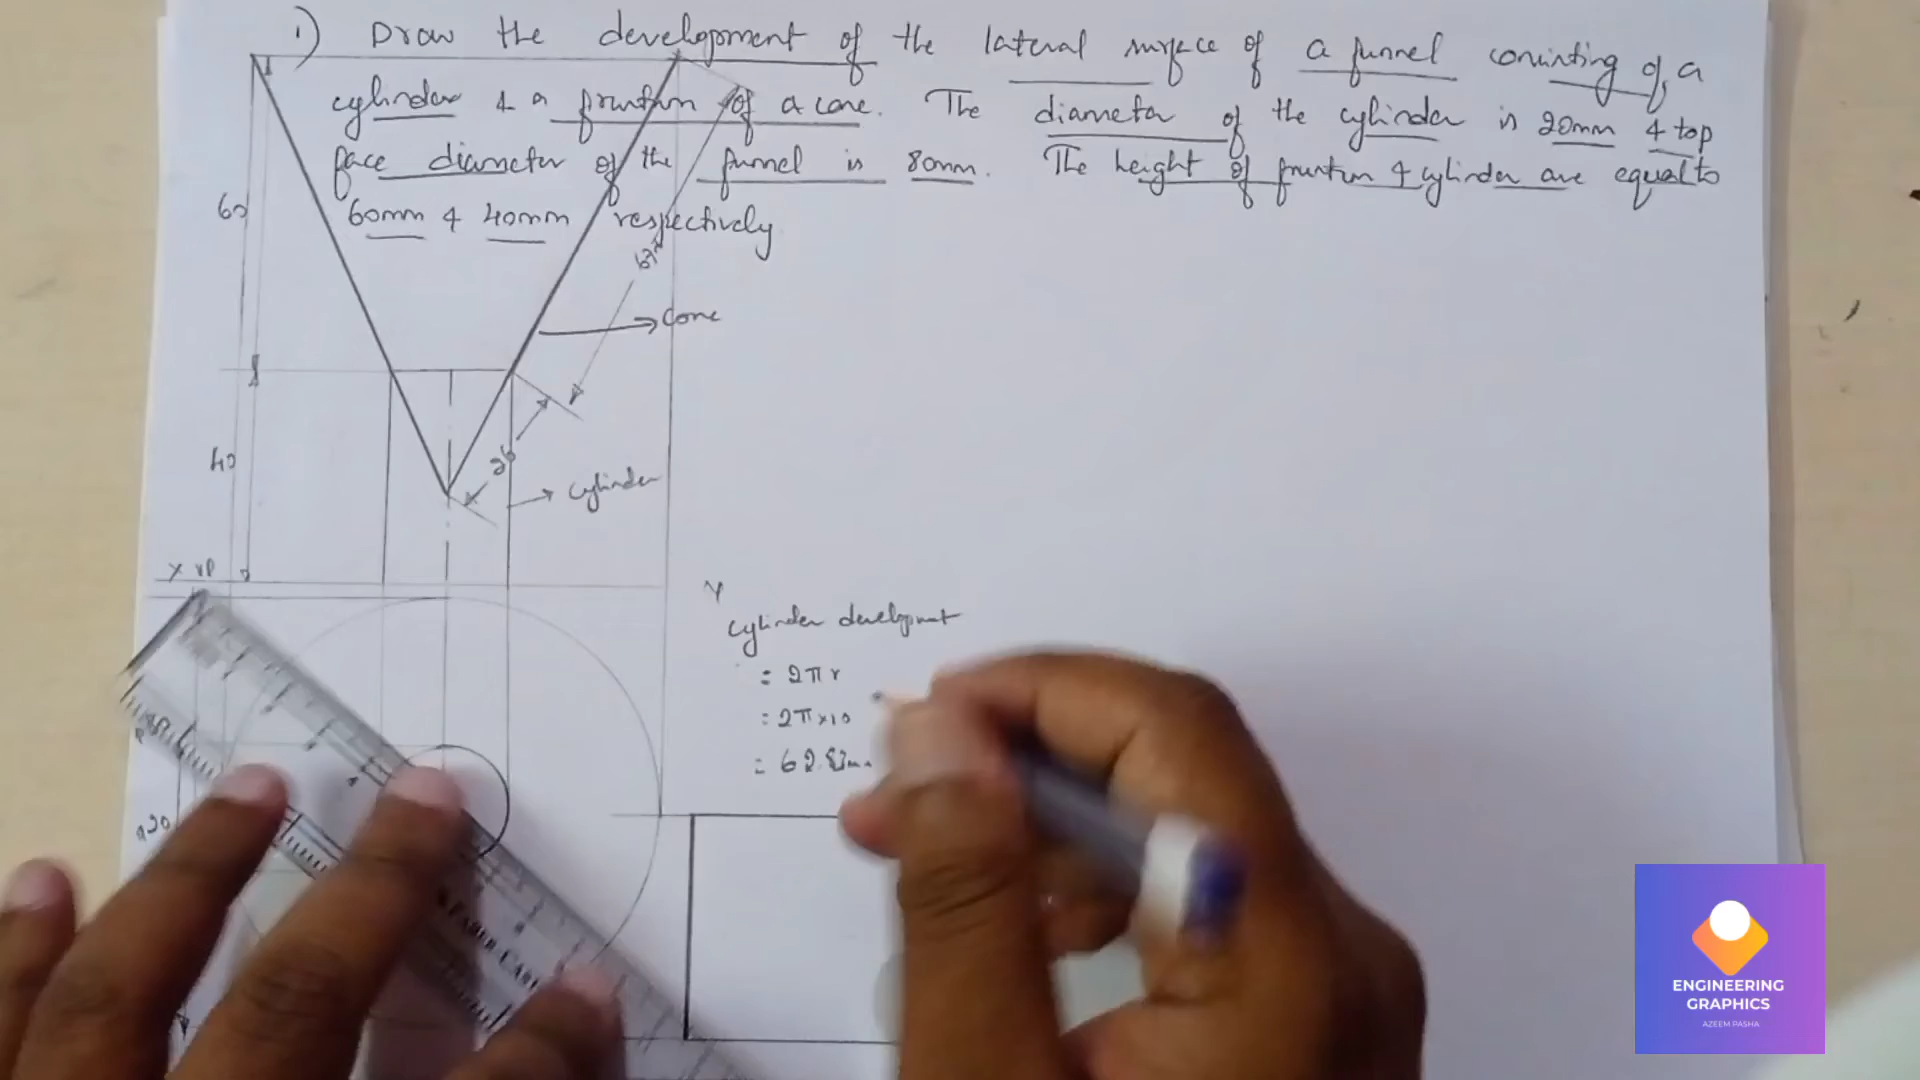 1) Draw the development of the lateral surface of a funnel consisting of a
cylinder & a frustum of a cone. The diameter of the cylinder is 20mm & top
face diameter of the funnel is 80mm. The height of frustum & cylinder are equal to
60mm & 40mm respectively
60
cone
26
40
cylinder
X VP
Y
cylinder development
= 2πr
= 2π×10
= 62.83mm
ENGINEERING
GRAPHICS
AZEEM PASHA